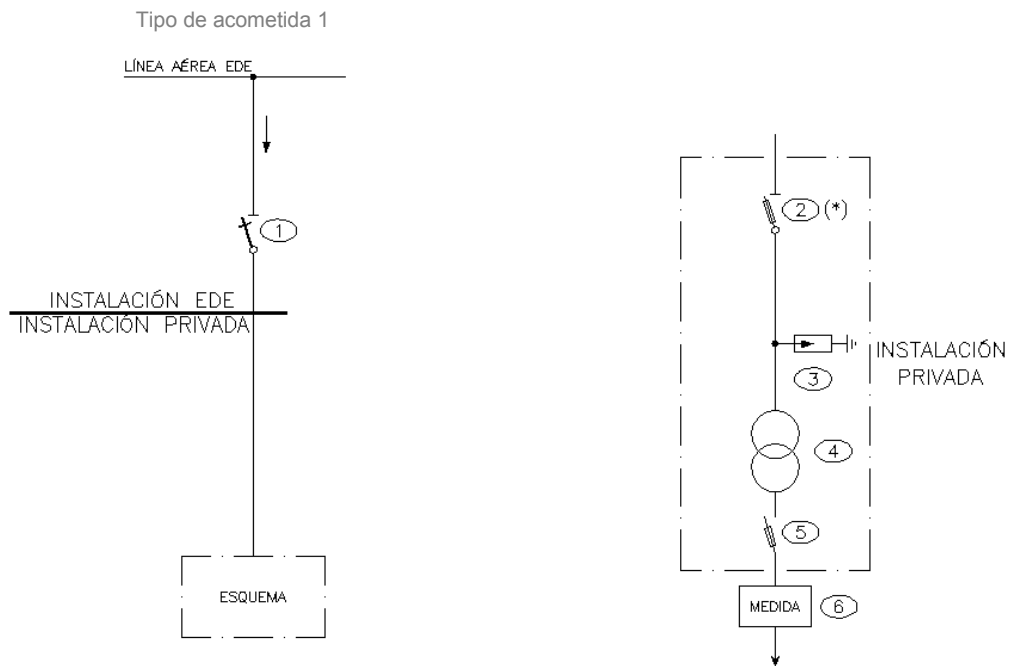 Tipo de acometida 1
LÍNEA AÉREA EDE
1
INSTALACIÓN EDE
INSTALACIÓN PRIVADA
ESQUEMA
2 (*)
3
INSTALACIÓN
PRIVADA
4
5
MEDIDA 6